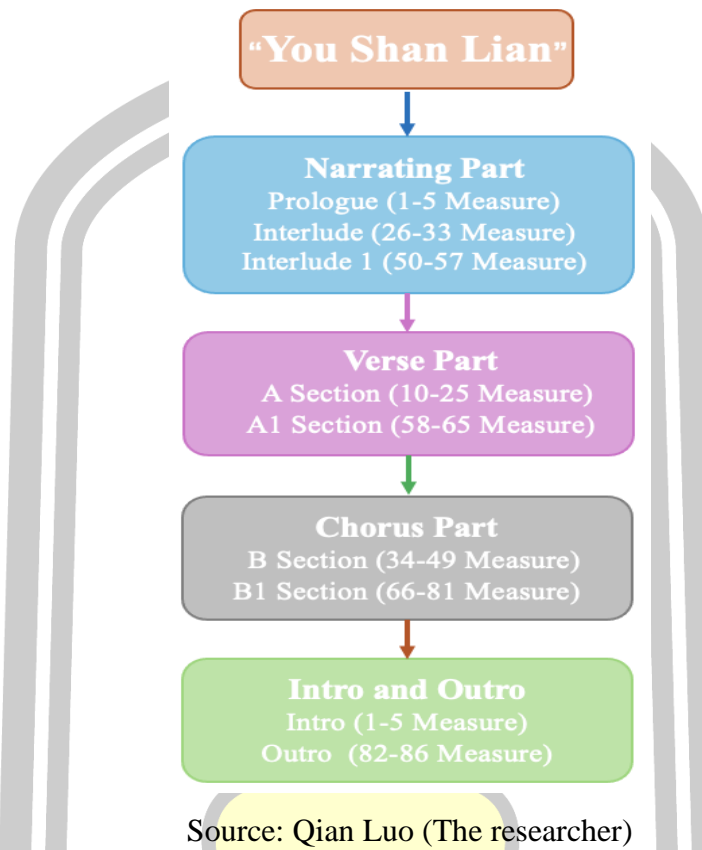 “You Shan Lian”
Narrating Part
Prologue (1-5 Measure)
Interlude (26-33 Measure)
Interlude 1 (50-57 Measure)
Verse Part
A Section (10-25 Measure)
A1 Section (58-65 Measure)
Chorus Part
B Section (34-49 Measure)
B1 Section (66-81 Measure)
Intro and Outro
Intro (1-5 Measure)
Outro (82-86 Measure)
Source: Qian Luo (The researcher)